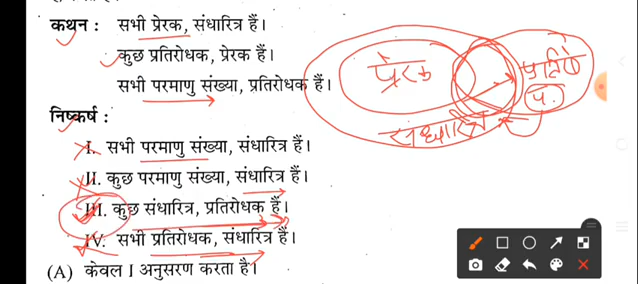 कथन : सभी प्रेरक, संधारित्र हैं।
कुछ प्रतिरोधक, प्रेरक हैं।
सभी परमाणु संख्या, प्रतिरोधक हैं।
निष्कर्ष :
I. सभी परमाणु संख्या, संधारित्र हैं।
II. कुछ परमाणु संख्या, संधारित्र हैं।
III. कुछ संधारित्र, प्रतिरोधक हैं।
IV. सभी प्रतिरोधक, संधारित्र हैं।
(A) केवल I अनुसरण करता है।
प्रेरक
संधारित्र
प.